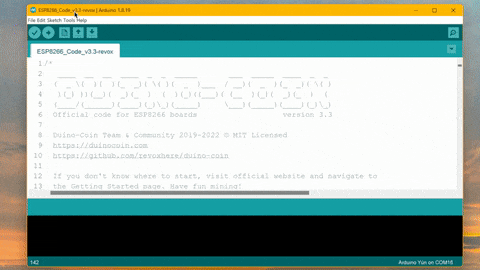 ESP8266_Code_v3.3-revox | Arduino 1.8.19
File Edit Sketch Tools Help
ESP8266_Code_v3.3-revox
1 /*
2
3
4
5
6 Official code for ESP8266 boards version 3.3
7
8 Duino-Coin Team & Community 2019-2022 © MIT Licensed
9 https://duinocoin.com
10 https://github.com/revoxhere/duino-coin
11
12 If you don't know where to start, visit official website and navigate to
13 the Getting Started page. Have fun mining!
142
Arduino Yún on COM16